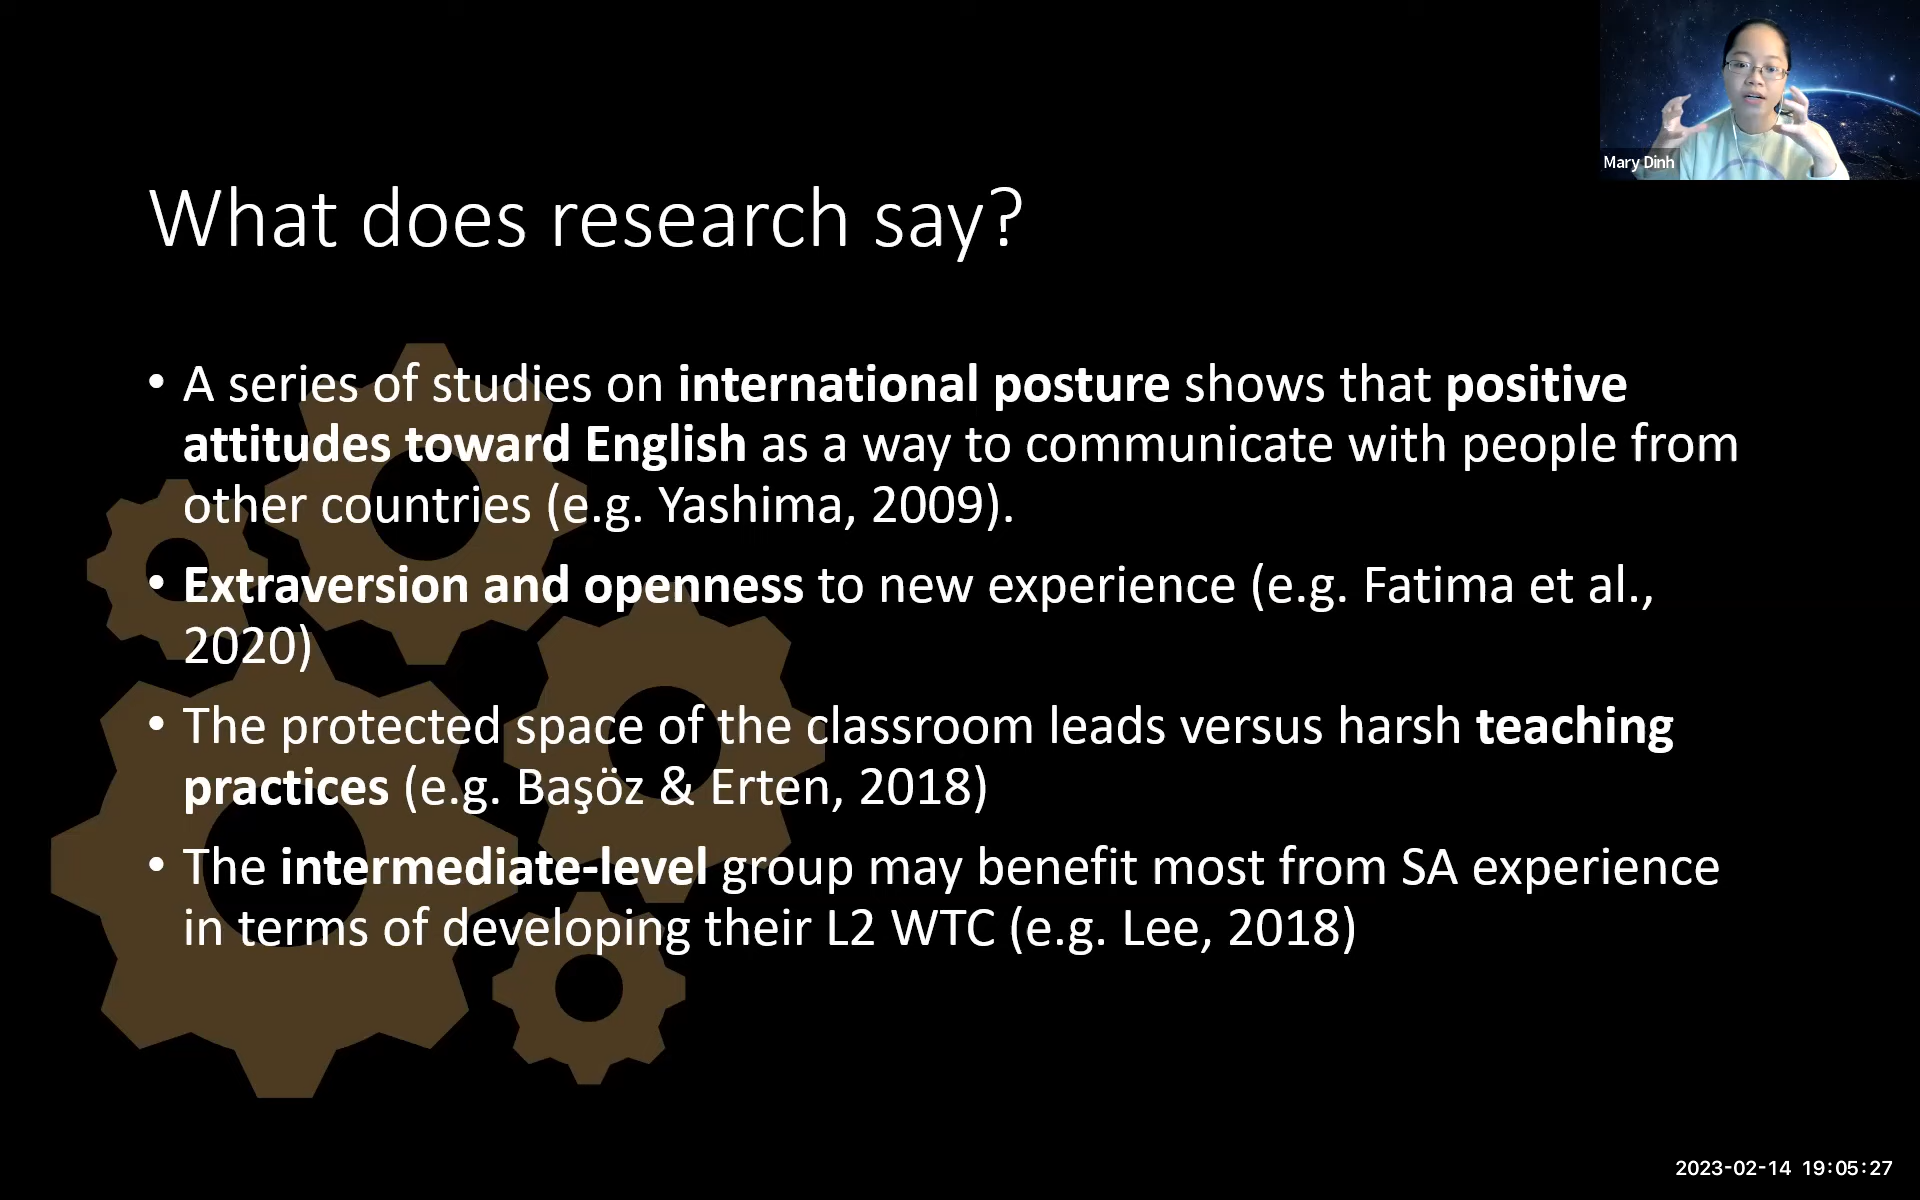 Mary Dinh
What does research say?
• A series of studies on international posture shows that positive
attitudes toward English as a way to communicate with people from
other countries (e.g. Yashima, 2009).
• Extraversion and openness to new experience (e.g. Fatima et al.,
2020)
• The protected space of the classroom leads versus harsh teaching
practices (e.g. Başöz & Erten, 2018)
• The intermediate-level group may benefit most from SA experience
in terms of developing their L2 WTC (e.g. Lee, 2018)
2023-02-14 19:05:27